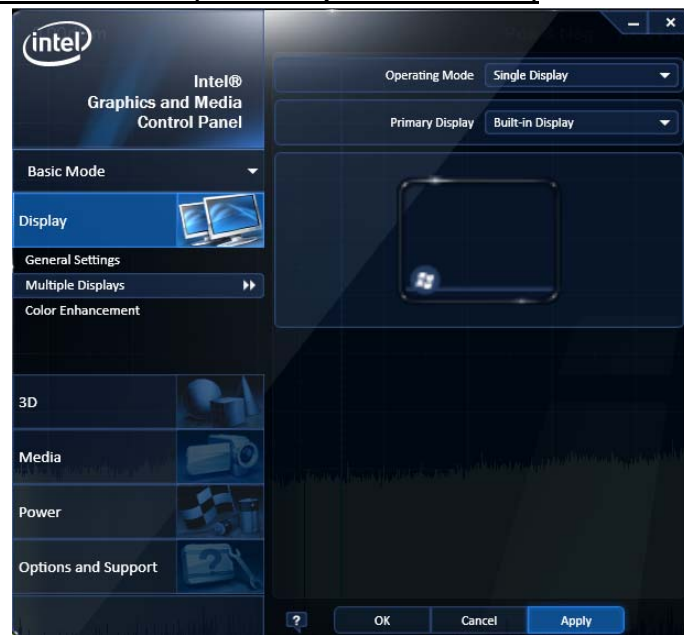 intel
Intel®
Graphics and Media
Control Panel
Basic Mode
Display
General Settings
Multiple Displays
Color Enhancement
3D
Media
Power
Options and Support
Operating Mode Single Display
Primary Display Built-in Display
? OK Cancel Apply